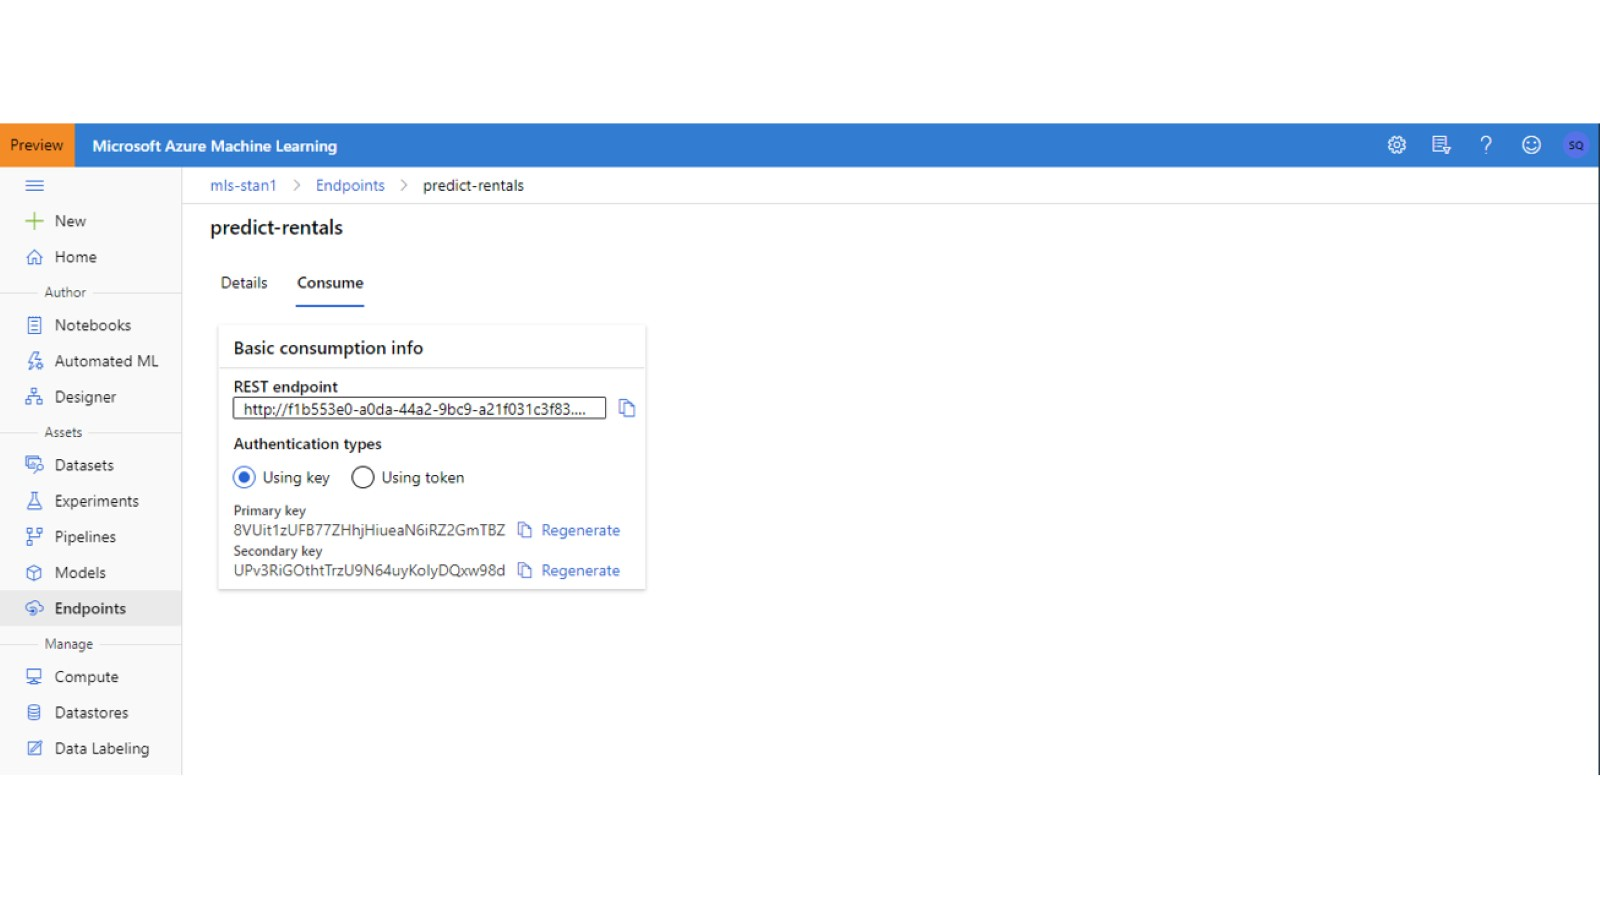 Preview
Microsoft Azure Machine Learning
SQ
mls-stan1 > Endpoints > predict-rentals
New
Home
Author
Notebooks
Automated ML
Designer
Assets
Datasets
Experiments
Pipelines
Models
Endpoints
Manage
Compute
Datastores
Data Labeling
predict-rentals
Details Consume
Basic consumption info
REST endpoint
http://f1b553e0-a0da-44a2-9bc9-a21f031c3f83....
Authentication types
Using key Using token
Primary key
8VUit1zUFB77ZHhjHiueaN6iRZ2GmTBZ Regenerate
Secondary key
UPv3RiGOthtTrzU9N64uyKolyDQxw98d Regenerate